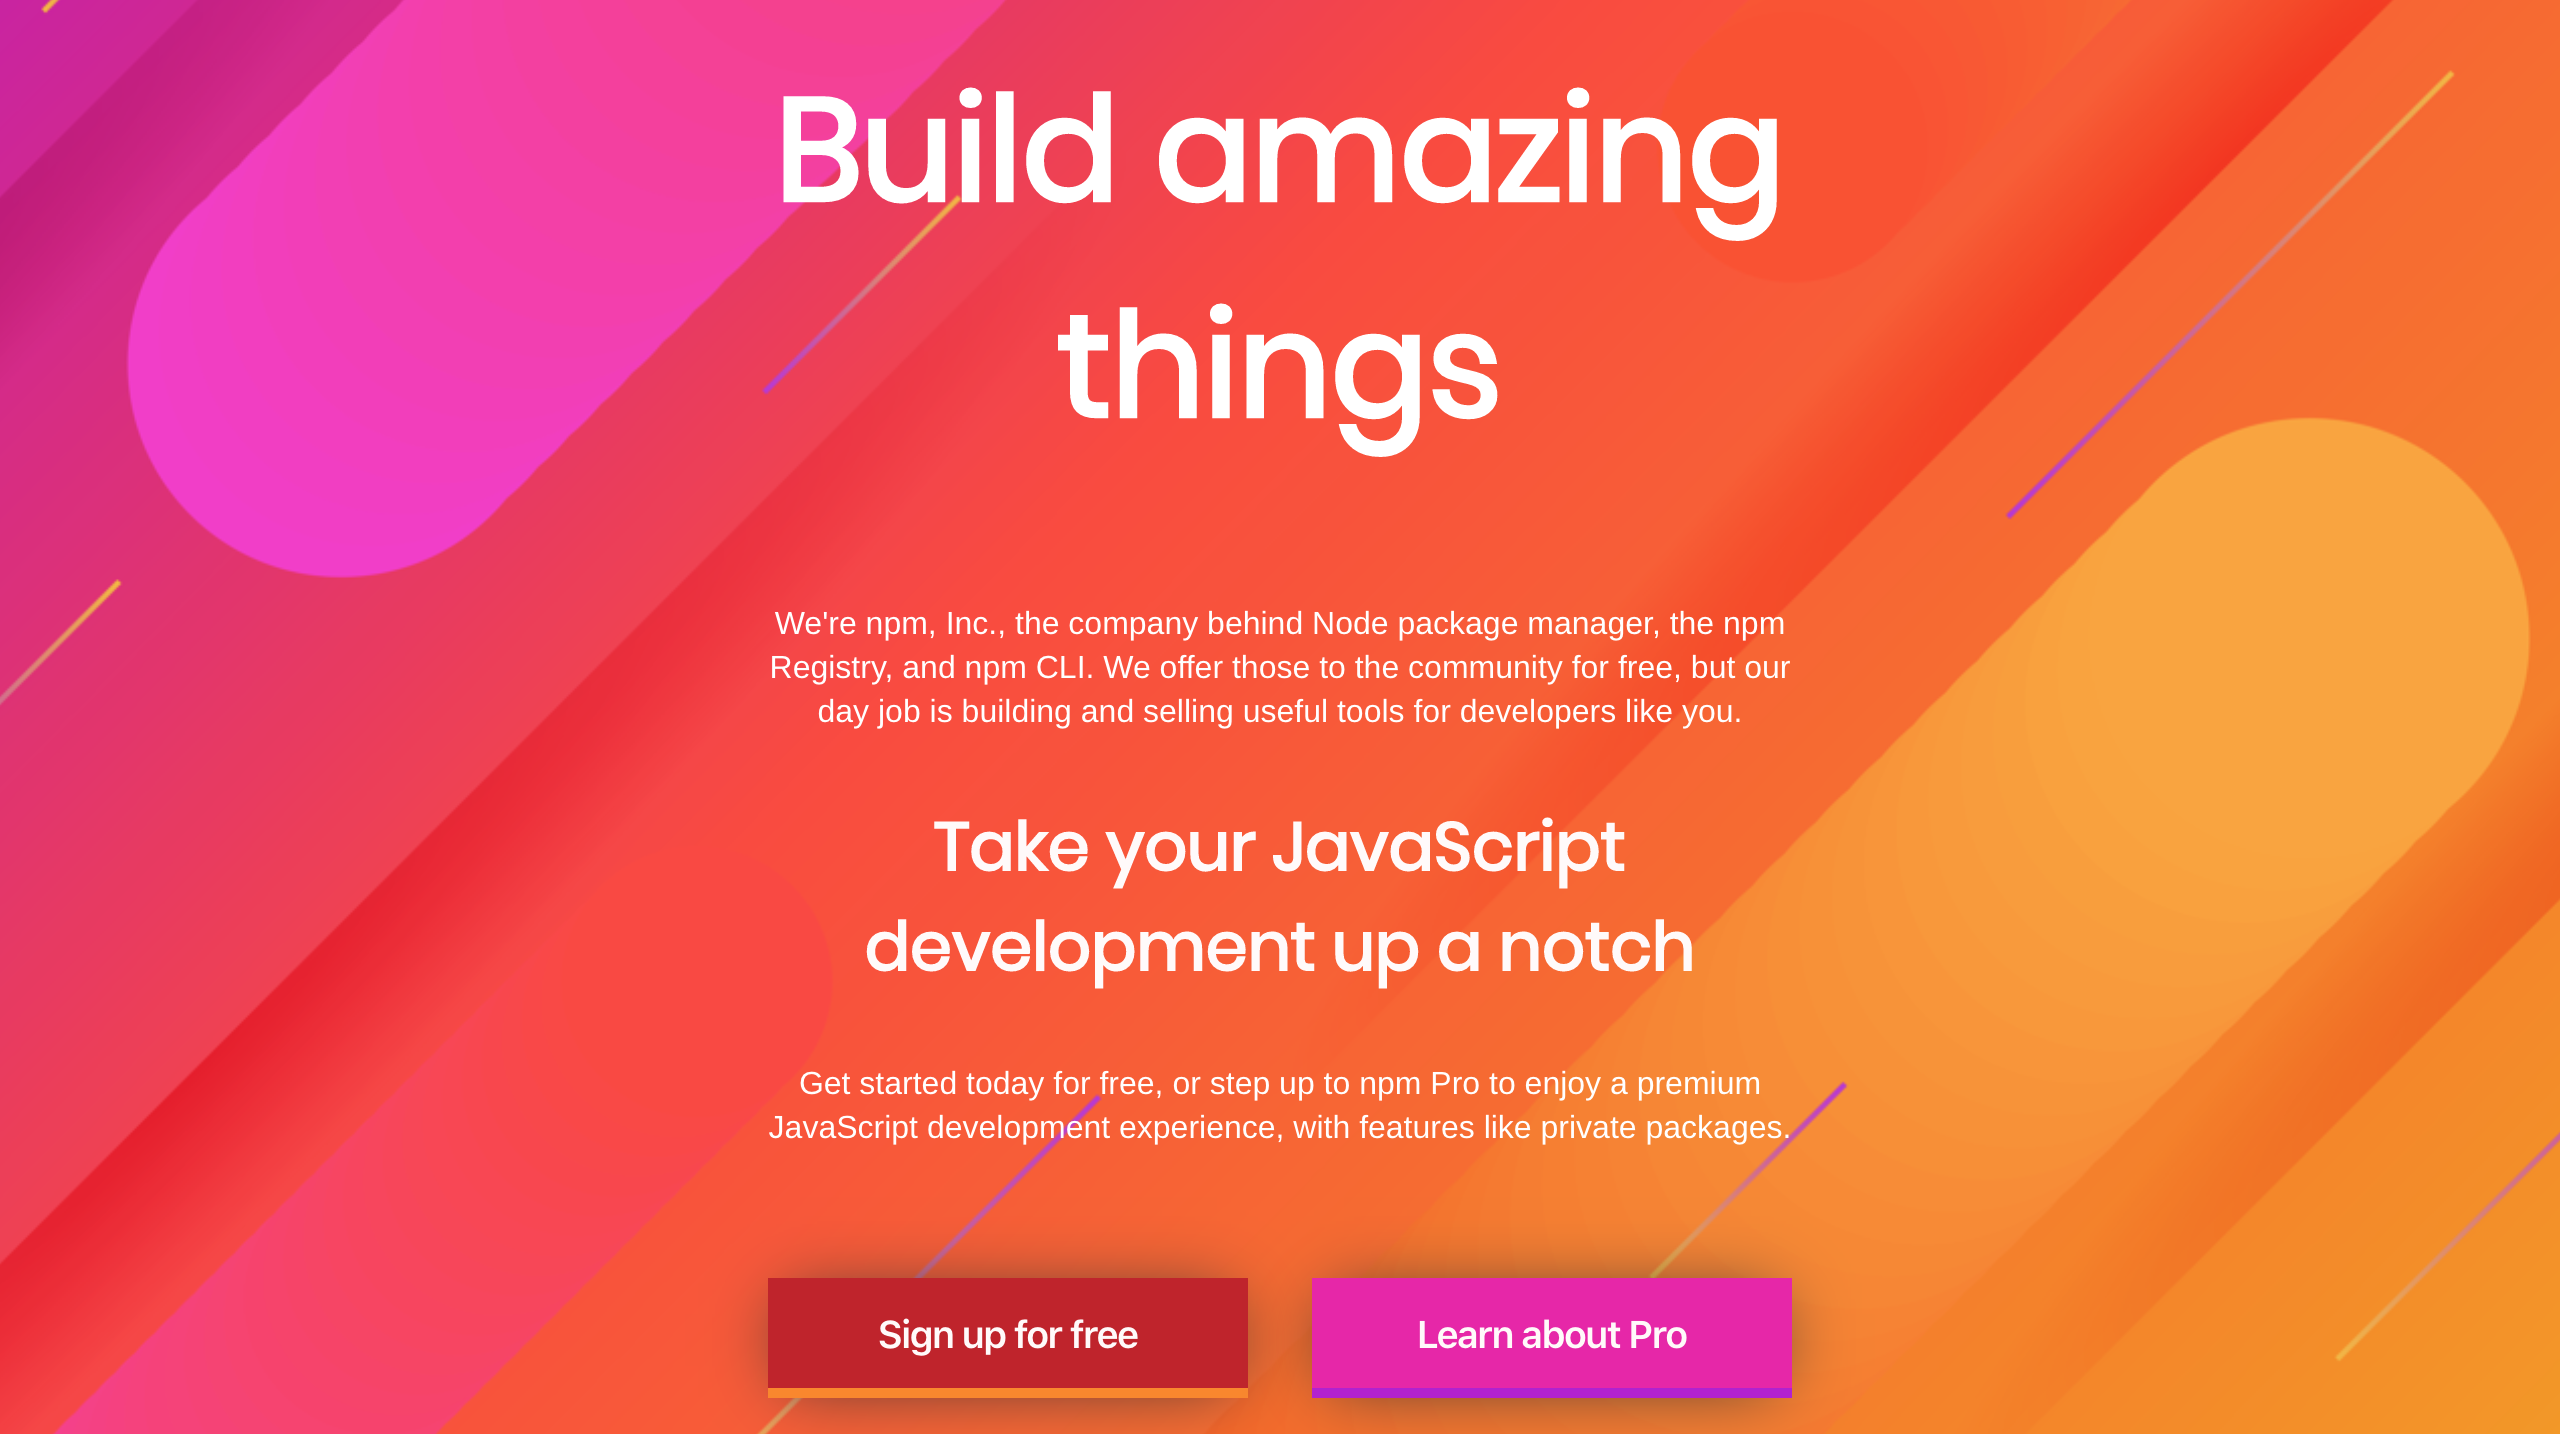 Build amazing
things
We're npm, Inc., the company behind Node package manager, the npm
Registry, and npm CLI. We offer those to the community for free, but our
day job is building and selling useful tools for developers like you.
Take your JavaScript
development up a notch
Get started today for free, or step up to npm Pro to enjoy a premium
JavaScript development experience, with features like private packages.
Sign up for free
Learn about Pro